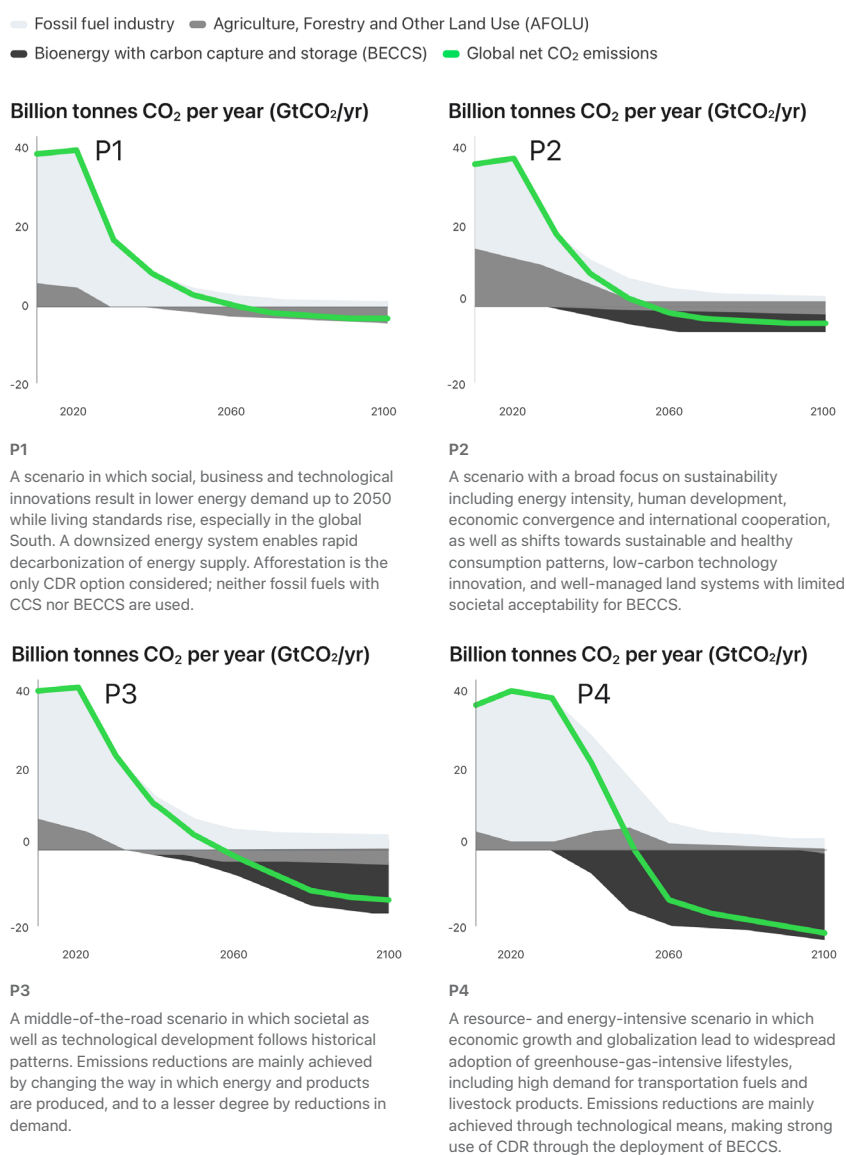 Fossil fuel industry Agriculture, Forestry and Other Land Use (AFOLU)
Bioenergy with carbon capture and storage (BECCS) Global net CO₂ emissions
Billion tonnes CO₂ per year (GtCO₂/yr)
P1
40
20
0
-20
2020 2060 2100
P1
A scenario in which social, business and technological
innovations result in lower energy demand up to 2050
while living standards rise, especially in the global
South. A downsized energy system enables rapid
decarbonization of energy supply. Afforestation is the
only CDR option considered; neither fossil fuels with
CCS nor BECCS are used.
Billion tonnes CO₂ per year (GtCO₂/yr)
P2
40
20
0
-20
2020 2060 2100
P2
A scenario with a broad focus on sustainability
including energy intensity, human development,
economic convergence and international cooperation,
as well as shifts towards sustainable and healthy
consumption patterns, low-carbon technology
innovation, and well-managed land systems with limited
societal acceptability for BECCS.
Billion tonnes CO₂ per year (GtCO₂/yr)
P3
40
20
0
-20
2020 2060 2100
P3
A middle-of-the-road scenario in which societal as
well as technological development follows historical
patterns. Emissions reductions are mainly achieved
by changing the way in which energy and products
are produced, and to a lesser degree by reductions in
demand.
Billion tonnes CO₂ per year (GtCO₂/yr)
P4
40
20
0
-20
2020 2060 2100
P4
A resource- and energy-intensive scenario in which
economic growth and globalization lead to widespread
adoption of greenhouse-gas-intensive lifestyles,
including high demand for transportation fuels and
livestock products. Emissions reductions are mainly
achieved through technological means, making strong
use of CDR through the deployment of BECCS.